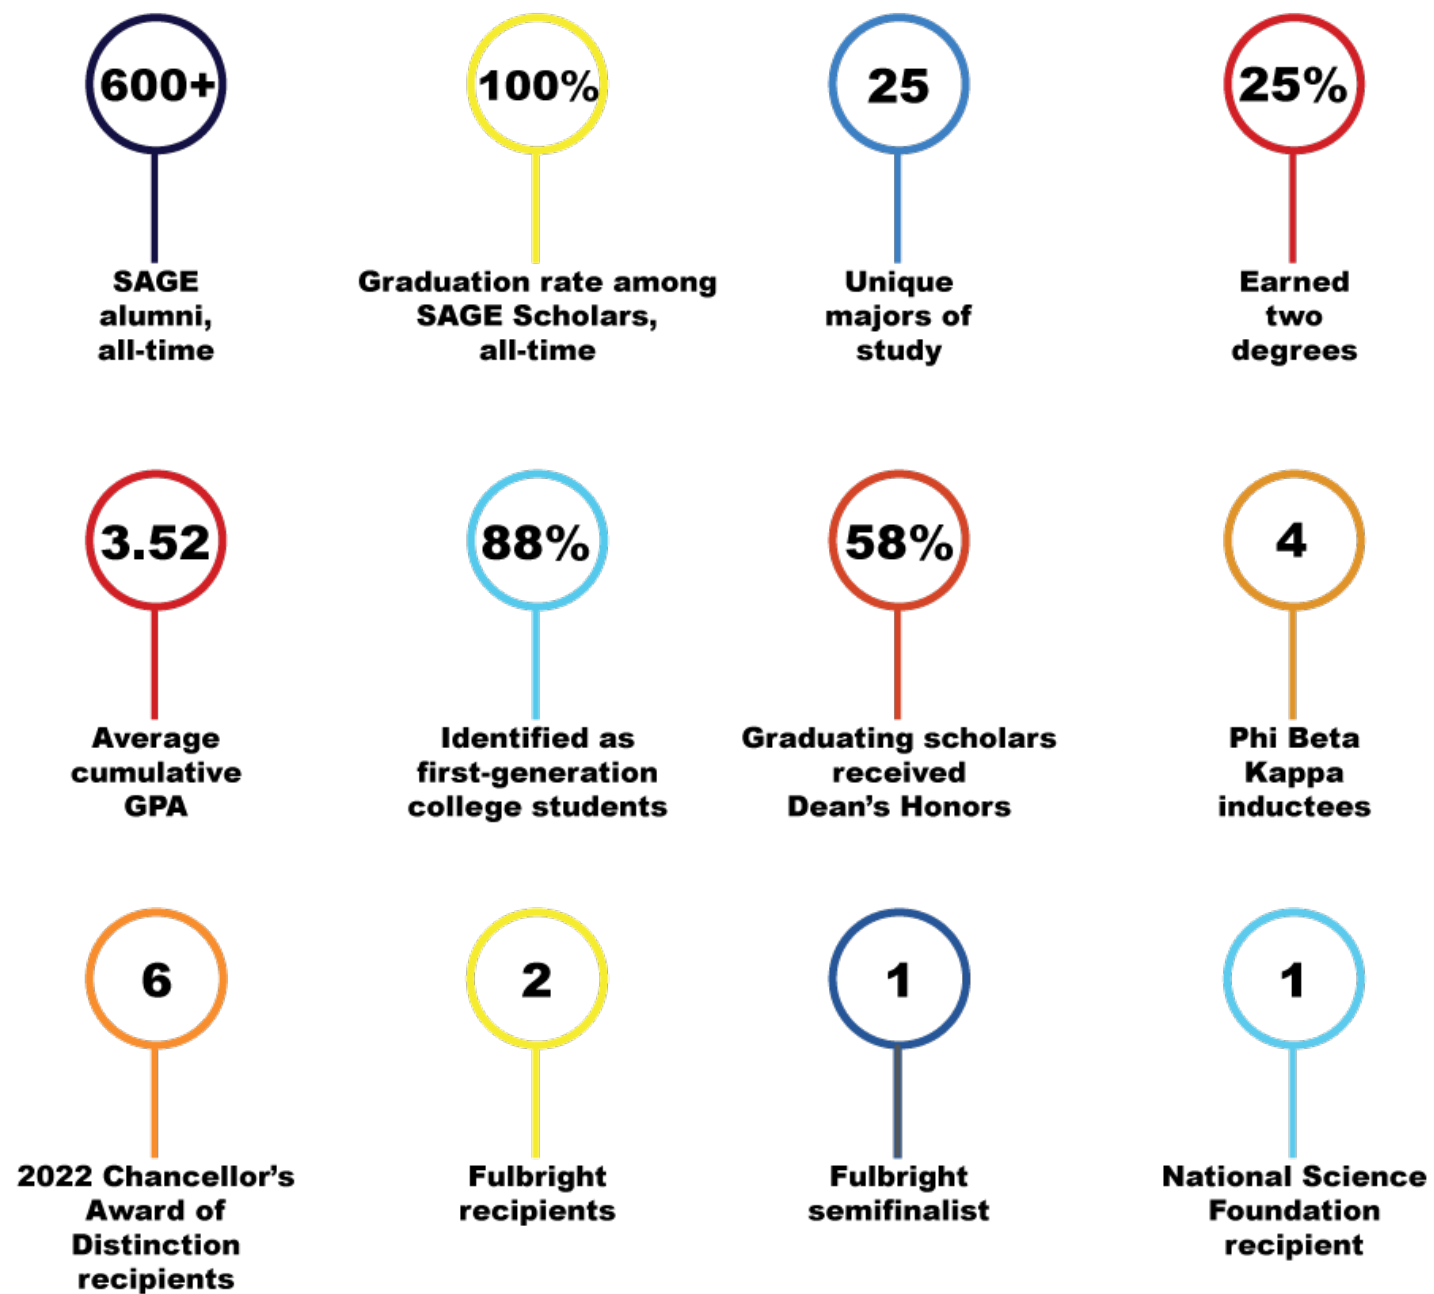 600+
SAGE
alumni,
all-time
100%
Graduation rate among
SAGE Scholars,
all-time
25
Unique
majors of
study
25%
Earned
two
degrees
3.52
Average
cumulative
GPA
88%
Identified as
first-generation
college students
58%
Graduating scholars
received
Dean’s Honors
4
Phi Beta
Kappa
inductees
6
2022 Chancellor’s
Award of
Distinction
recipients
2
Fulbright
recipients
1
Fulbright
semifinalist
1
National Science
Foundation
recipient